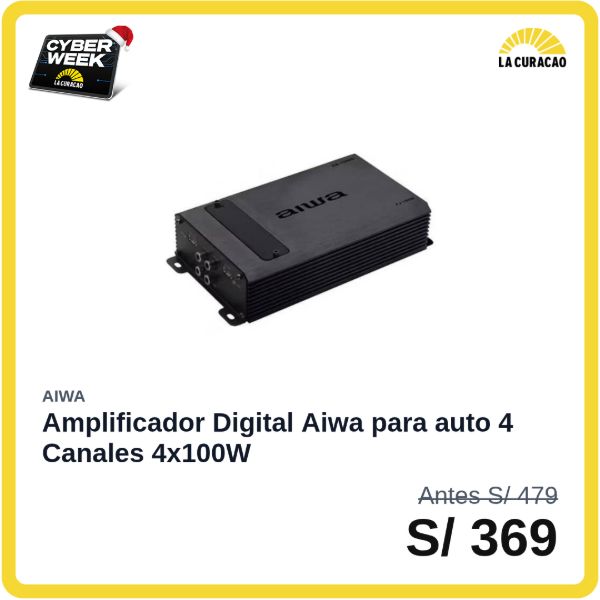 CYBER
WEEK
LA CURACAO
LA CURACAO
aiwa
AIWA
Amplificador Digital Aiwa para auto 4
Canales 4x100W
Antes S/ 479
S/ 369